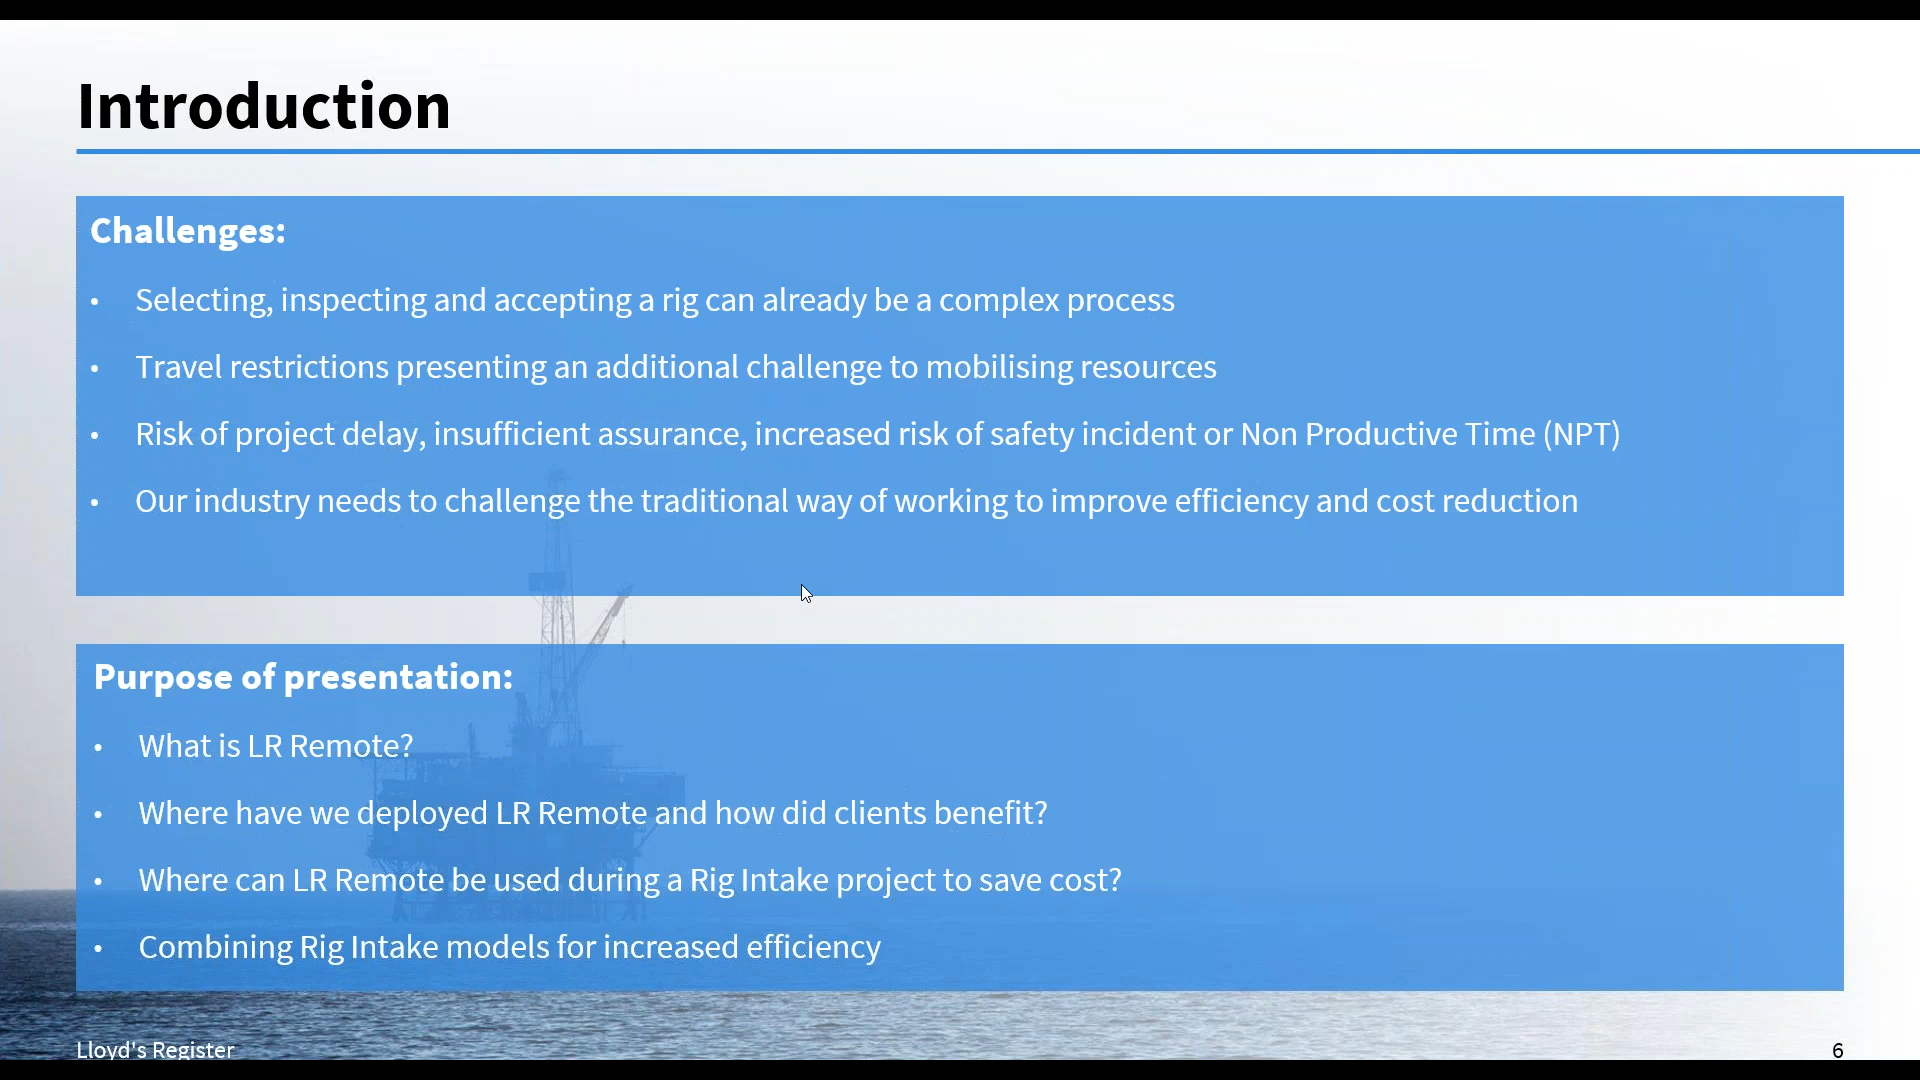 Introduction
Challenges:
• Selecting, inspecting and accepting a rig can already be a complex process
• Travel restrictions presenting an additional challenge to mobilising resources
• Risk of project delay, insufficient assurance, increased risk of safety incident or Non Productive Time (NPT)
• Our industry needs to challenge the traditional way of working to improve efficiency and cost reduction
Purpose of presentation:
• What is LR Remote?
• Where have we deployed LR Remote and how did clients benefit?
• Where can LR Remote be used during a Rig Intake project to save cost?
• Combining Rig Intake models for increased efficiency
Lloyd's Register
6